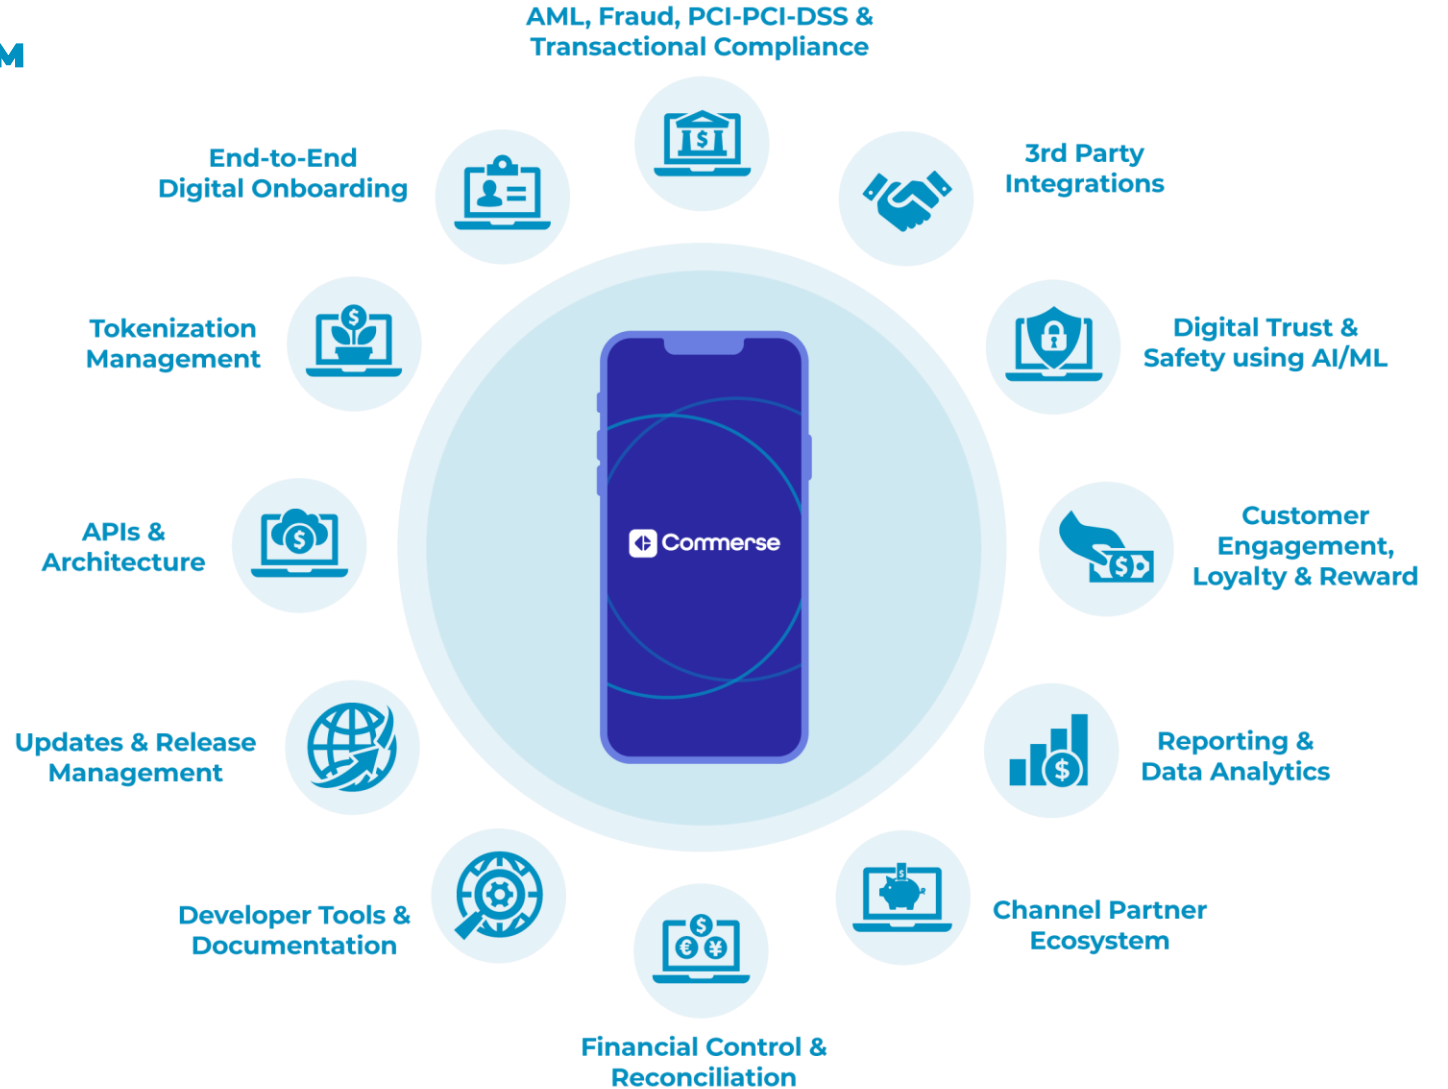 AML, Fraud, PCI-PCI-DSS &
Transactional Compliance
M
End-to-End
Digital Onboarding
3rd Party
Integrations
Tokenization
Management
Digital Trust &
Safety using AI/ML
APIs &
Architecture
Commerse
Customer
Engagement,
Loyalty & Reward
Updates & Release
Management
Reporting &
Data Analytics
Developer Tools &
Documentation
Channel Partner
Ecosystem
Financial Control &
Reconciliation